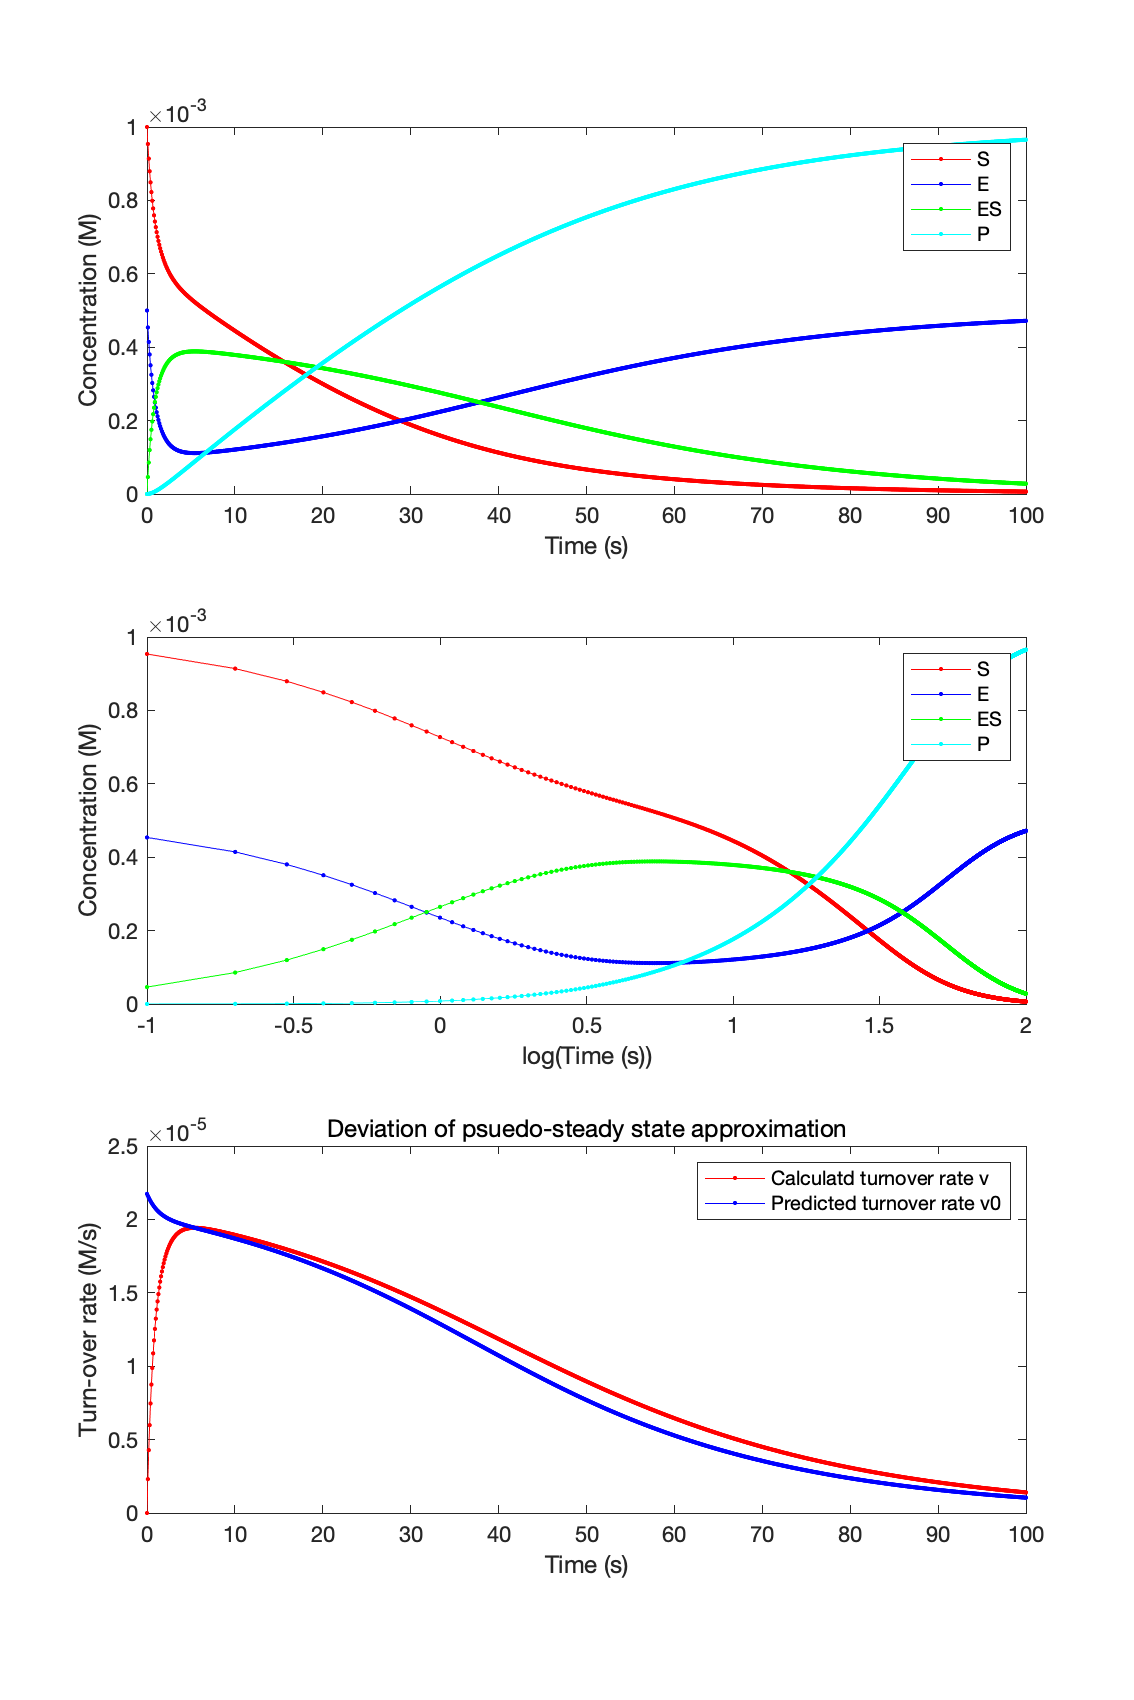 ×10-3
1
0.8
0.6
0.4
0.2
0
Concentration (M)
S
E
ES
P
0 10 20 30 40 50 60 70 80 90 100
Time (s)
×10-3
1
0.8
0.6
0.4
0.2
0
Concentration (M)
S
E
ES
P
-1 -0.5 0 0.5 1 1.5 2
log(Time (s))
Deviation of psuedo-steady state approximation
×10-5
2.5
2
1.5
1
0.5
0
Turn-over rate (M/s)
Calculatd turnover rate v
Predicted turnover rate v0
0 10 20 30 40 50 60 70 80 90 100
Time (s)